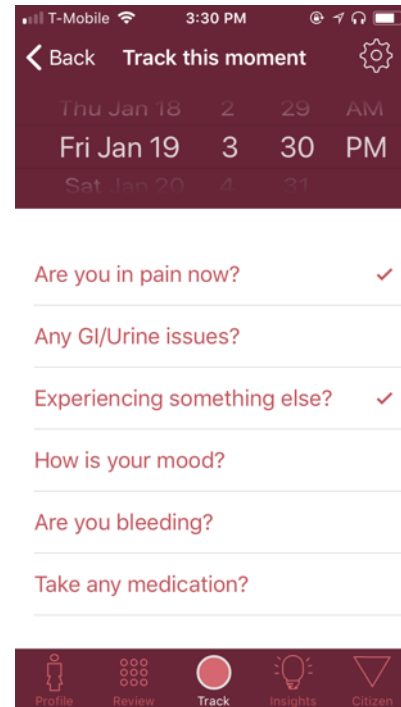 T-Mobile 3:30 PM
Back Track this moment
Thu Jan 18 2 29 AM
Fri Jan 19 3 30 PM
Sat Jan 20 4 31
Are you in pain now?
Any GI/Urine issues?
Experiencing something else?
How is your mood?
Are you bleeding?
Take any medication?
Profile Review Track Insights Citizen